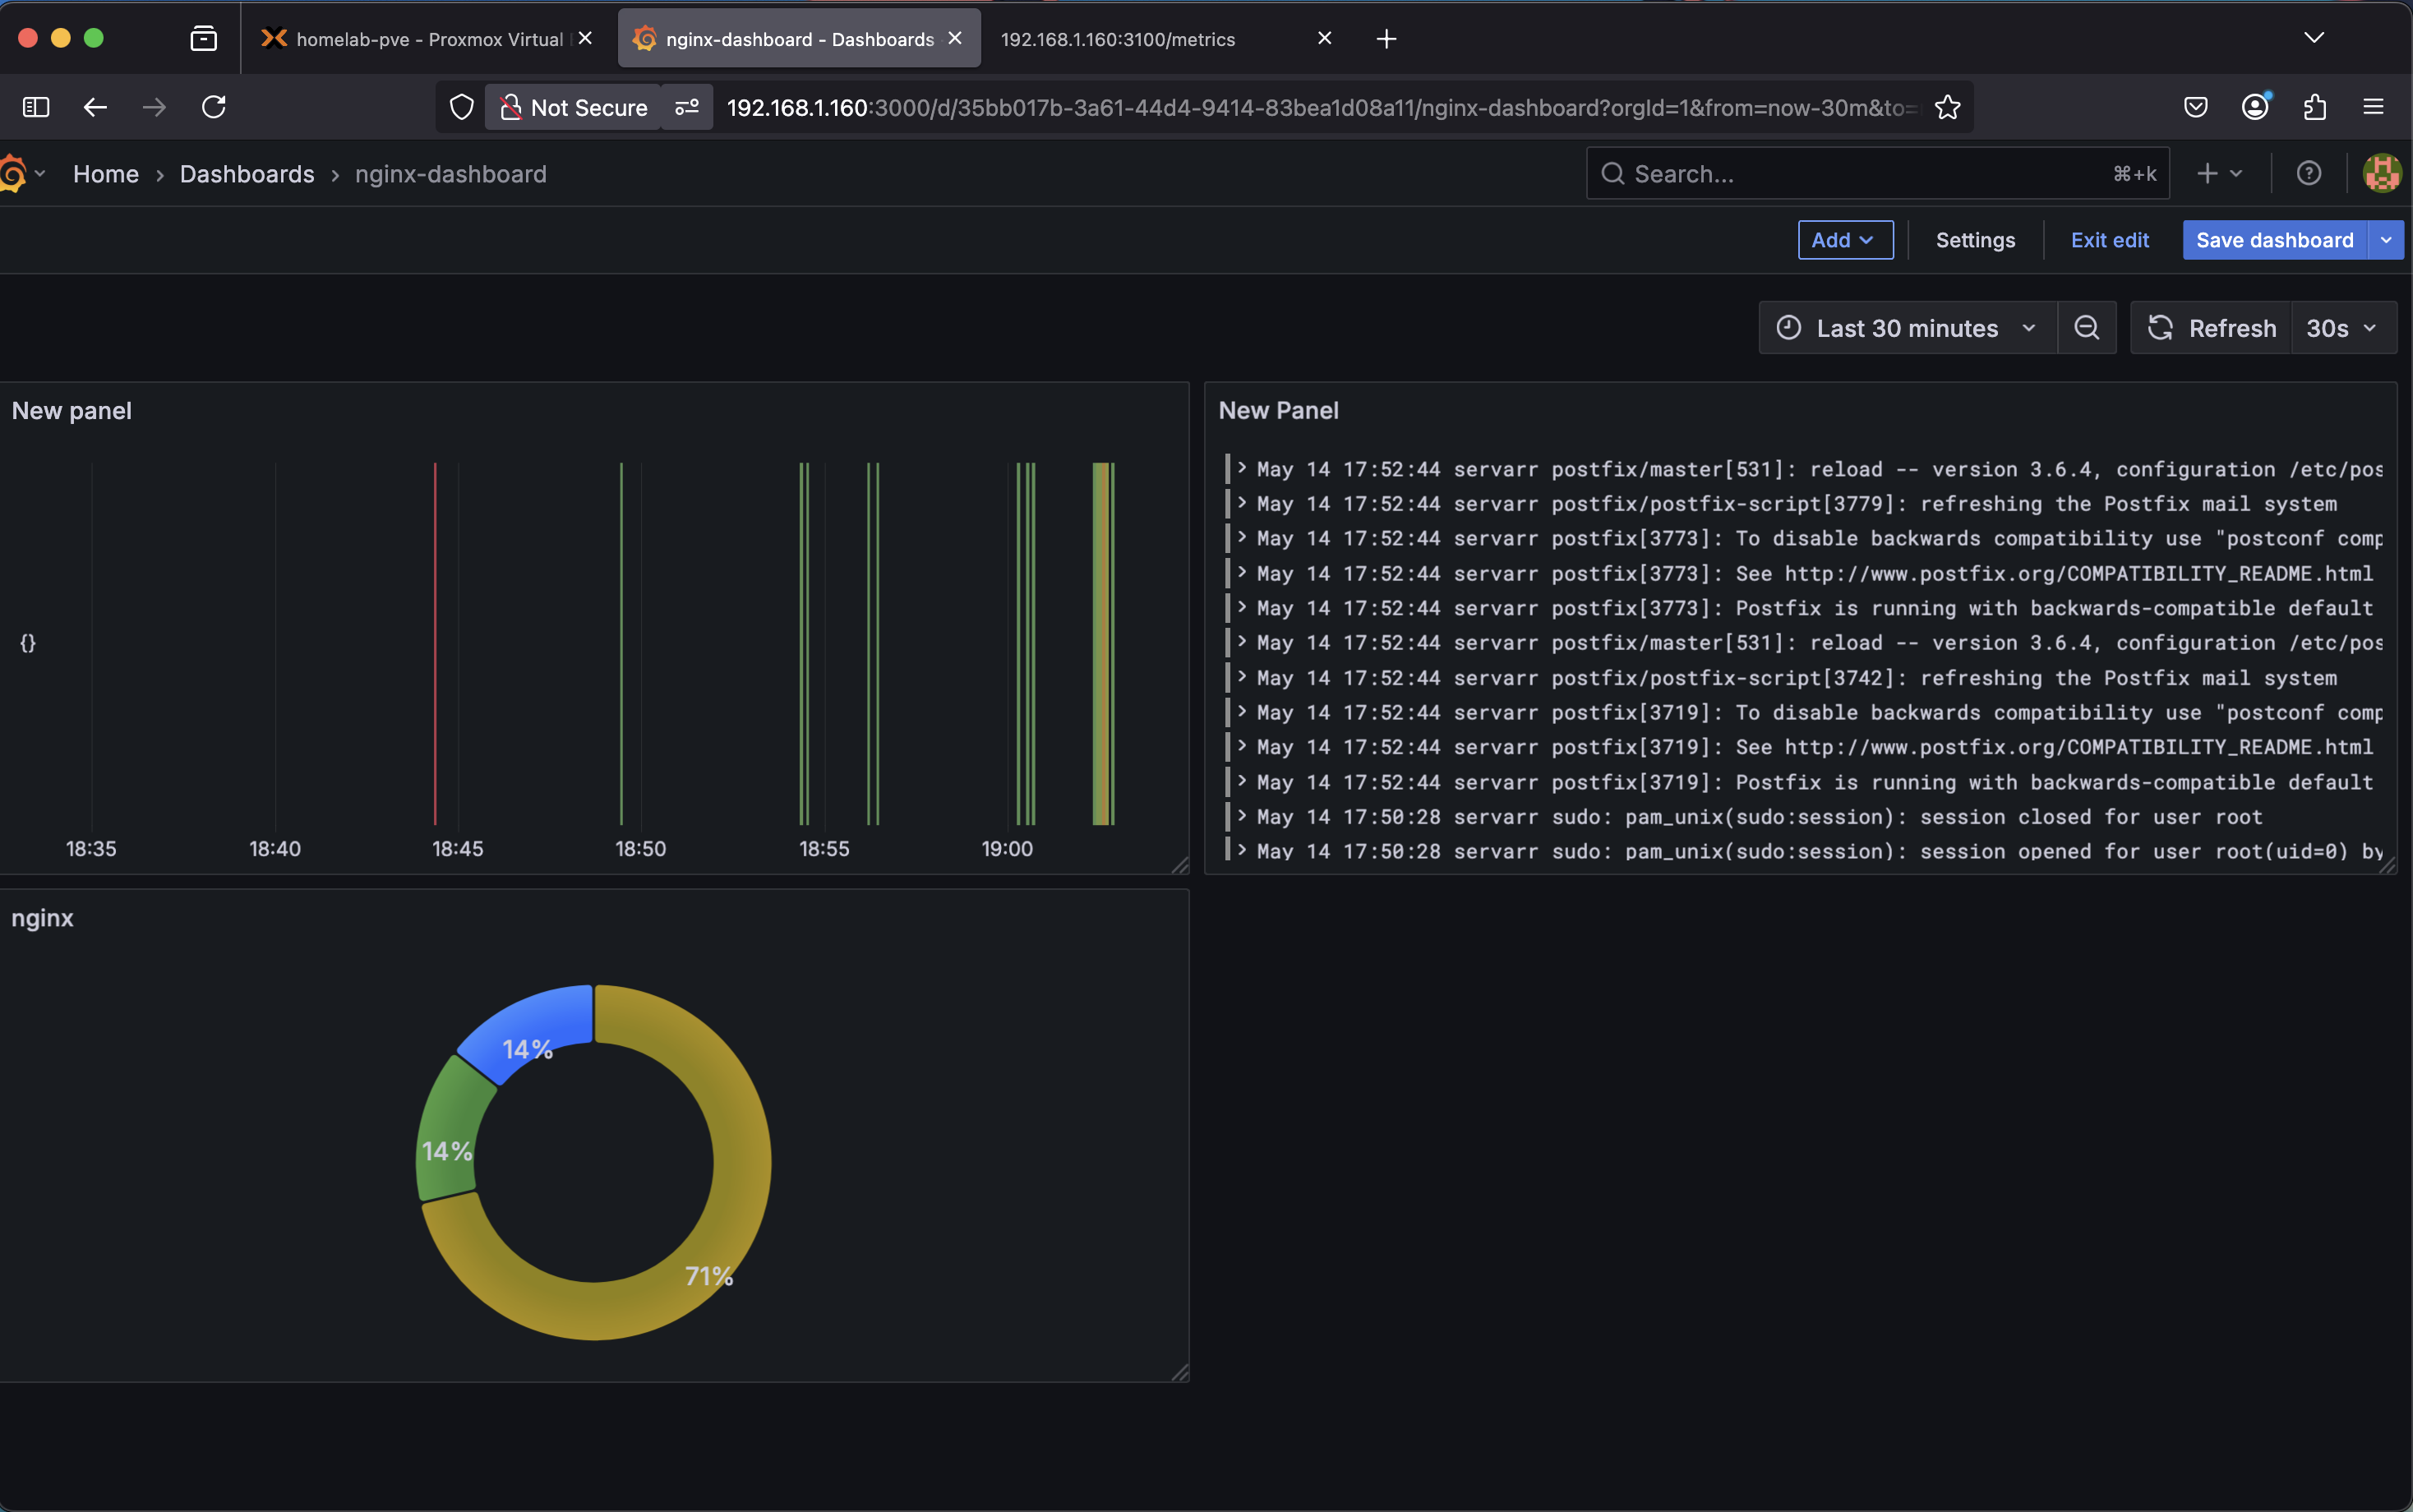 homelab-pve - Proxmox Virtual
nginx-dashboard - Dashboards
192.168.1.160:3100/metrics
Not Secure
192.168.1.160:3000/d/35bb017b-3a61-44d4-9414-83bea1d08a11/nginx-dashboard?orgId=1&from=now-30m&to=
Home › Dashboards › nginx-dashboard
Search...
⌘+k
Add
Settings
Exit edit
Save dashboard
Last 30 minutes
Refresh
30s
New panel
{}
18:35 18:40 18:45 18:50 18:55 19:00
New Panel
May 14 17:52:44 servarr postfix/master[531]: reload -- version 3.6.4, configuration /etc/pos
May 14 17:52:44 servarr postfix/postfix-script[3779]: refreshing the Postfix mail system
May 14 17:52:44 servarr postfix[3773]: To disable backwards compatibility use "postconf comp
May 14 17:52:44 servarr postfix[3773]: See http://www.postfix.org/COMPATIBILITY_README.html
May 14 17:52:44 servarr postfix[3773]: Postfix is running with backwards-compatible default
May 14 17:52:44 servarr postfix/master[531]: reload -- version 3.6.4, configuration /etc/pos
May 14 17:52:44 servarr postfix/postfix-script[3742]: refreshing the Postfix mail system
May 14 17:52:44 servarr postfix[3719]: To disable backwards compatibility use "postconf comp
May 14 17:52:44 servarr postfix[3719]: See http://www.postfix.org/COMPATIBILITY_README.html
May 14 17:52:44 servarr postfix[3719]: Postfix is running with backwards-compatible default
May 14 17:50:28 servarr sudo: pam_unix(sudo:session): session closed for user root
May 14 17:50:28 servarr sudo: pam_unix(sudo:session): session opened for user root(uid=0) by
nginx
14%
14%
71%